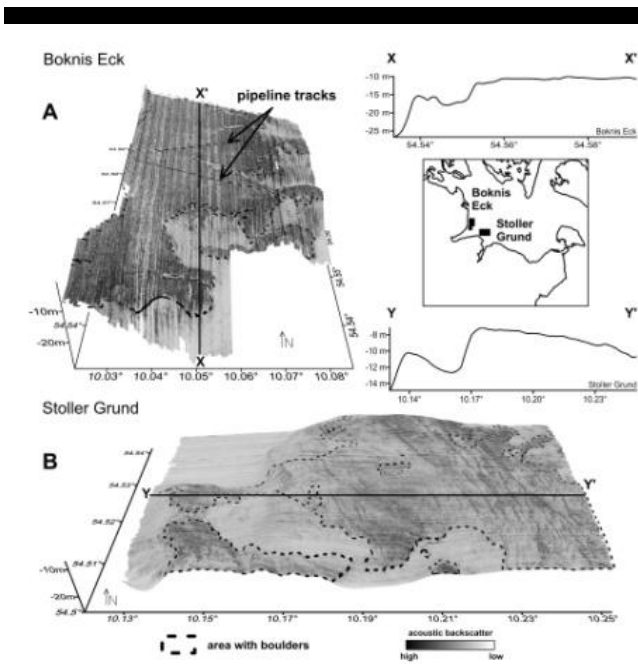 Boknis Eck
A
X'
pipeline tracks
-10m
-20m
54.54°
X
IN
10.03 10.04 10.05 10.06 10.07 10.08
X X'
-10 m
-15 m
-20 m
-25 m
54.54 54.56 54.58
Boknis Eck
Boknis
Eck
Stoller
Grund
Y Y'
-8 m
-10 m
-12 m
-14 m
10.14 10.17 10.20 10.23
Stoller Grund
Stoller Grund
B
54.54
54.53
54.52
54.51
54.5°
Y Y'
-10m
-20m
IN
10.13 10.15 10.17 10.19 10.21 10.23 10.25
area with boulders
acoustic backscatter
high low